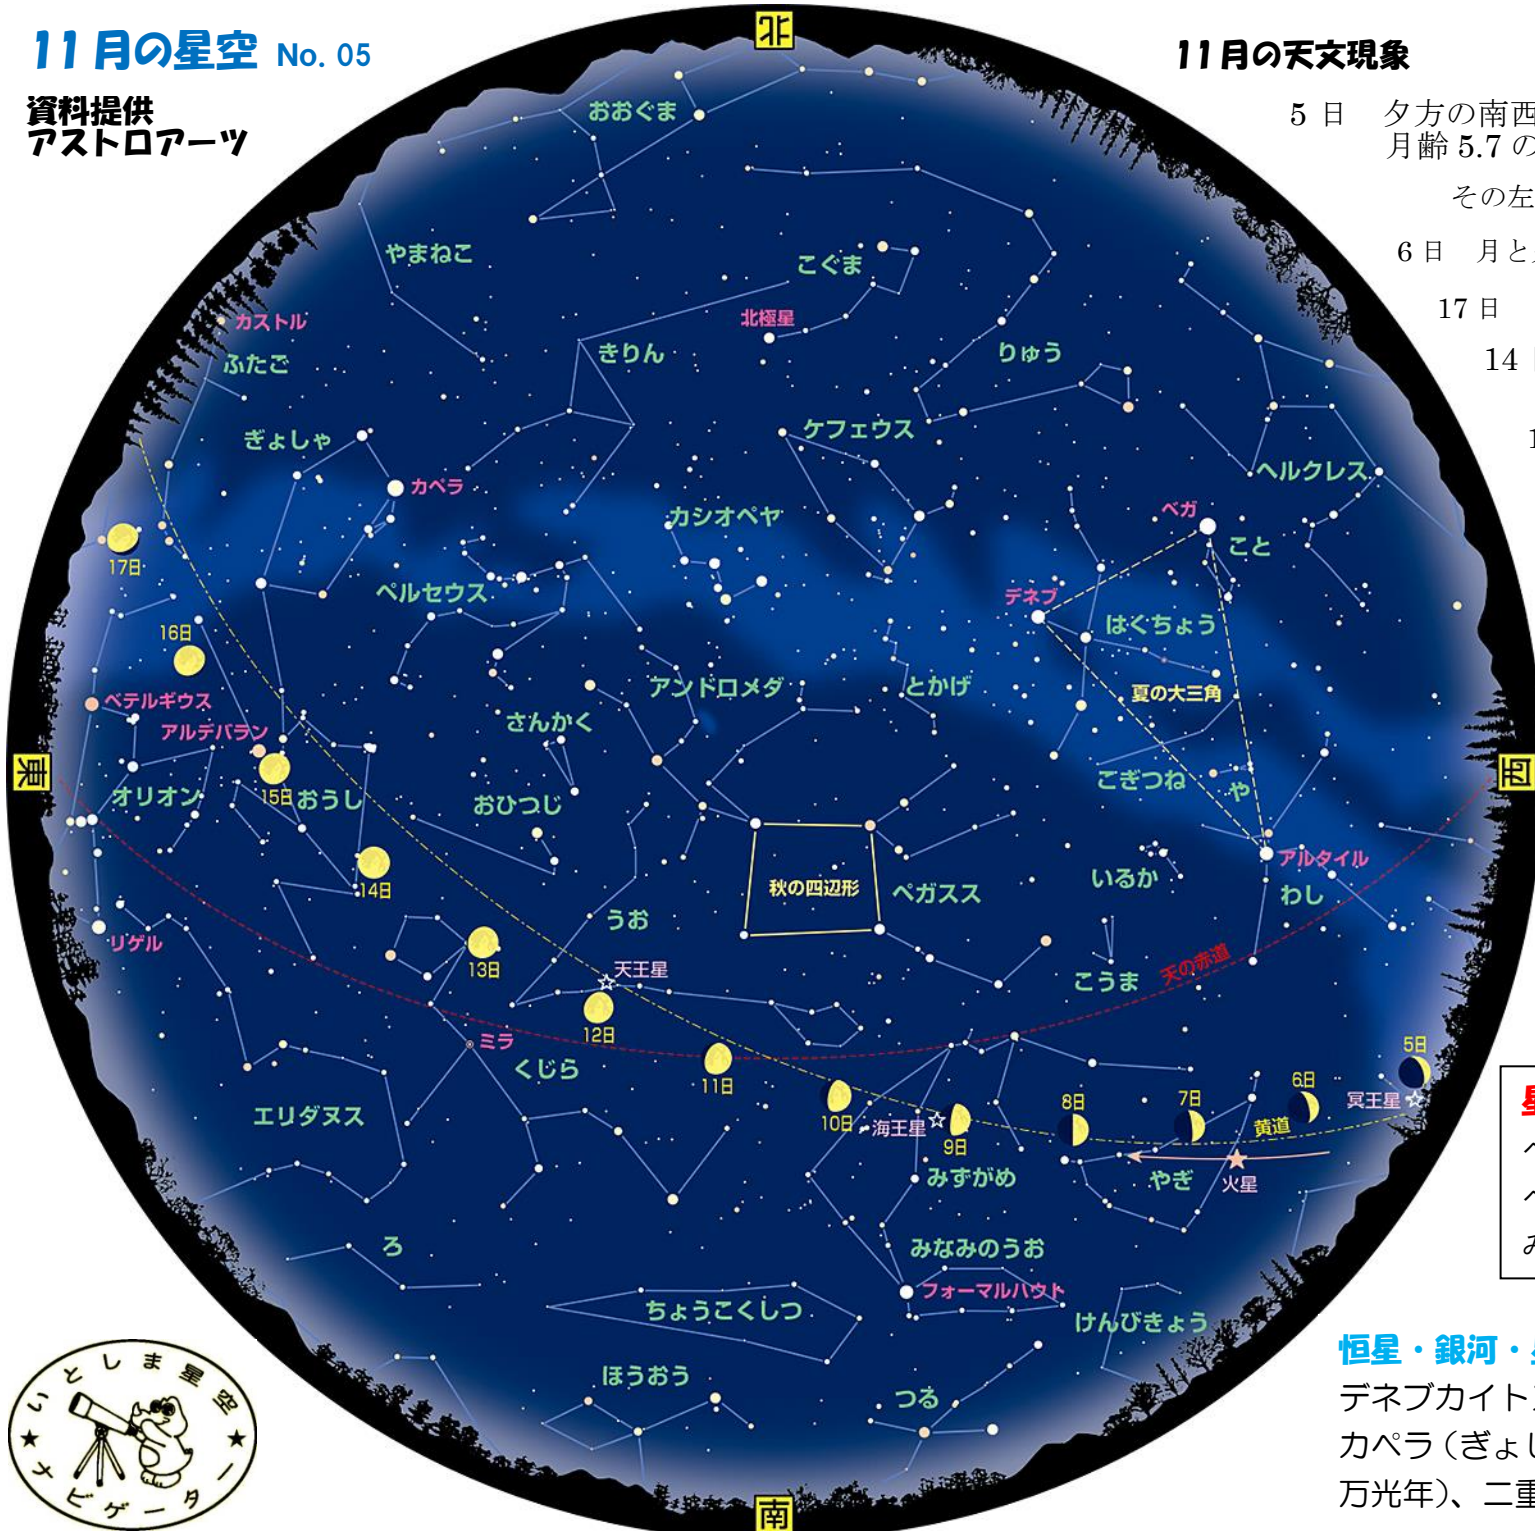 11月の星空 No. 05
資料提供
アストロアーツ
北
11月の天文現象
5 日 夕方の南西
月齢 5.7 の
その左
6 日 月と
17 日
14
1
おおぐま
やまねこ
こぐま
カストル
ふたご
北極星
きりん
りゅう
ぎょしゃ
ケフェウス
ヘルクレス
カペラ
カシオペヤ
ベガ
こと
17日
ペルセウス
デネブ
はくちょう
16日
アンドロメダ
とかげ
夏の大三角
ベテルギウス
アルデバラン
さんかく
東
西
オリオン
15日
おうし
おひつじ
こぎつね
や
14日
秋の四辺形
ペガスス
いるか
アルタイル
わし
リゲル
うお
13日
天王星
こうま
天の赤道
12日
ミラ
くじら
11日
エリダヌス
10日
海王星
9日
8日
7日
6日
5日
冥王星
黄道
みずがめ
やぎ
火星
ろ
みなみのうお
フォーマルハウト
ちょうこくしつ
けんびきょう
ほうおう
つる
南
いとしま星空
ナビゲーター
恒星・銀河・
デネブカイト
カペラ（ぎょし
万光年）、二重